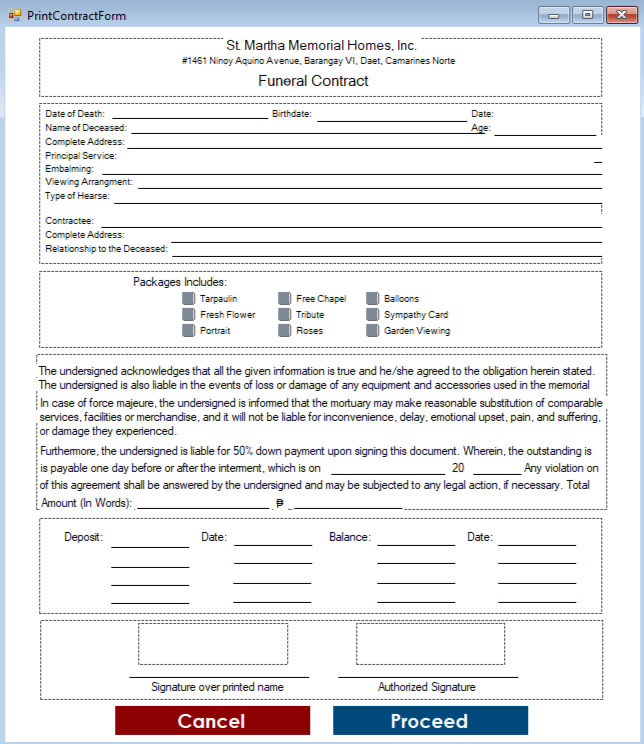 PrintContractForm
St. Martha Memorial Homes, Inc.
#1461 Ninoy Aquino Avenue, Barangay VI, Daet, Camarines Norte
Funeral Contract
Date of Death: Birthdate: Date:
Name of Deceased: Age:
Complete Address:
Principal Service:
Embalming:
Viewing Arrangment:
Type of Hearse:
Contractee:
Complete Address:
Relationship to the Deceased:
Packages Includes:
Tarpaulin Free Chapel Balloons
Fresh Flower Tribute Sympathy Card
Portrait Roses Garden Viewing
The undersigned acknowledges that all the given information is true and he/she agreed to the obligation herein stated.
The undersigned is also liable in the events of loss or damage of any equipment and accessories used in the memorial
In case of force majeure, the undersigned is informed that the mortuary may make reasonable substitution of comparable
services, facilities or merchandise, and it will not be liable for inconvenience, delay, emotional upset, pain, and suffering,
or damage they experienced.
Furthermore, the undersigned is liable for 50% down payment upon signing this document. Wherein, the outstanding is
is payable one day before or after the interment, which is on 20 Any violation on
of this agreement shall be answered by the undersigned and may be subjected to any legal action, if necessary. Total
Amount (In Words): ₱
Deposit: Date: Balance: Date:
Signature over printed name Authorized Signature
Cancel Proceed